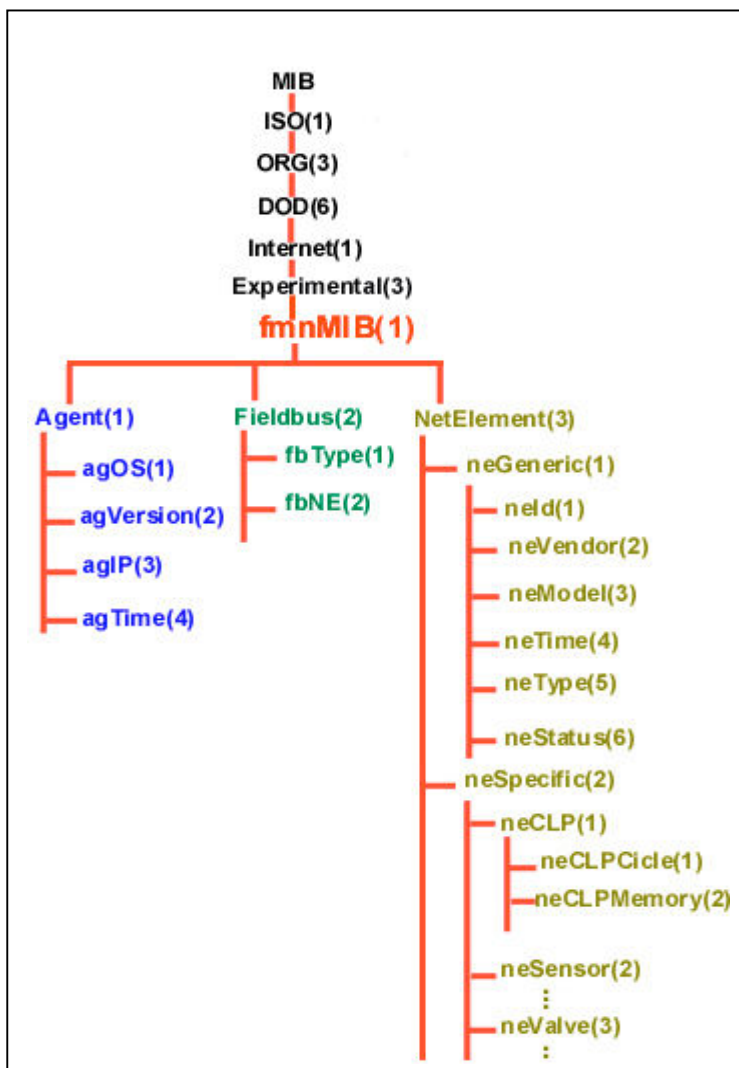 MIB
ISO(1)
ORG(3)
DOD(6)
Internet(1)
Experimental(3)
fmnMIB(1)
Agent(1)
agOS(1)
agVersion(2)
agIP(3)
agTime(4)
Fieldbus(2)
fbType(1)
fbNE(2)
NetElement(3)
neGeneric(1)
neId(1)
neVendor(2)
neModel(3)
neTime(4)
neType(5)
neStatus(6)
neSpecific(2)
neCLP(1)
neCLPCicle(1)
neCLPMemory(2)
neSensor(2)
neValve(3)